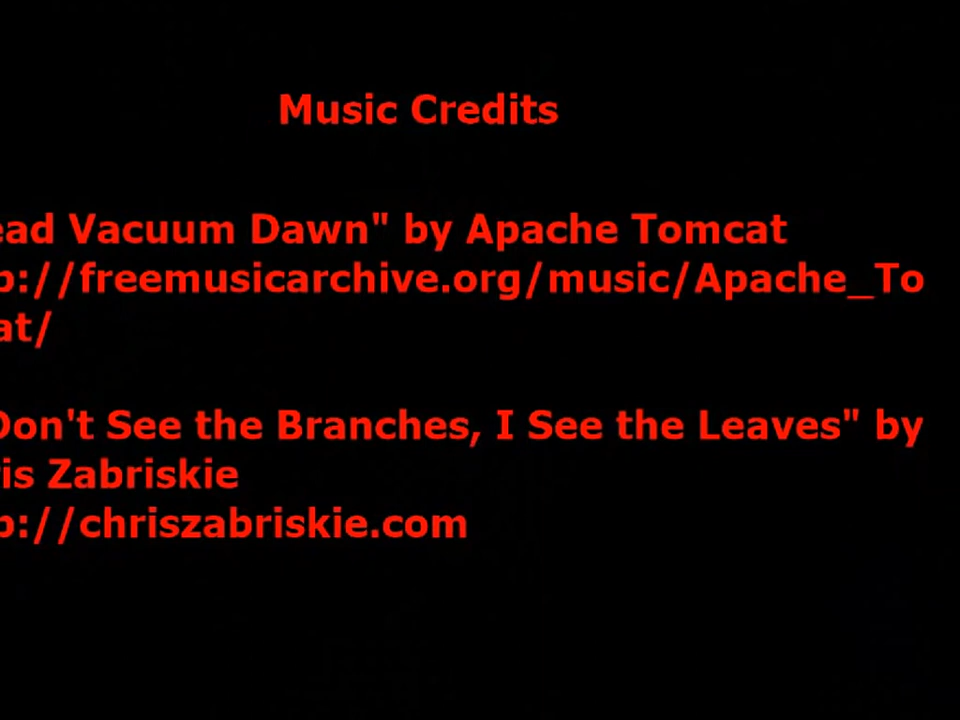 Music Credits
ead Vacuum Dawn" by Apache Tomcat
p://freemusicarchive.org/music/Apache_To
at/
Don't See the Branches, I See the Leaves" by
is Zabriskie
p://chriszabriskie.com